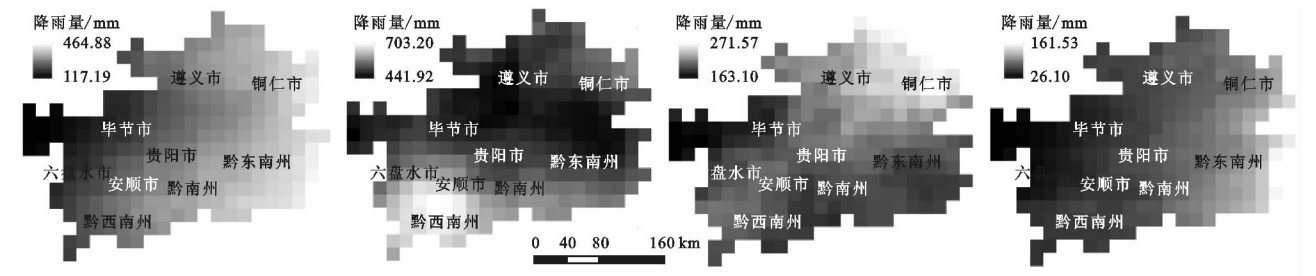 降雨量/mm
464.88
117.19
遵义市
铜仁市
毕节市
贵阳市
六盘水市
黔东南州
安顺市
黔南州
黔西南州
降雨量/mm
703.20
441.92
遵义市
铜仁市
毕节市
贵阳市
六盘水市
黔东南州
安顺市
黔南州
黔西南州
0 40 80 160 km
降雨量/mm
271.57
163.10
遵义市
铜仁市
毕节市
贵阳市
盘水市
黔东南州
安顺市
黔南州
黔西南州
降雨量/mm
161.53
26.10
遵义市
铜仁市
毕节市
贵阳市
六
黔东南州
安顺市
黔南州
黔西南州